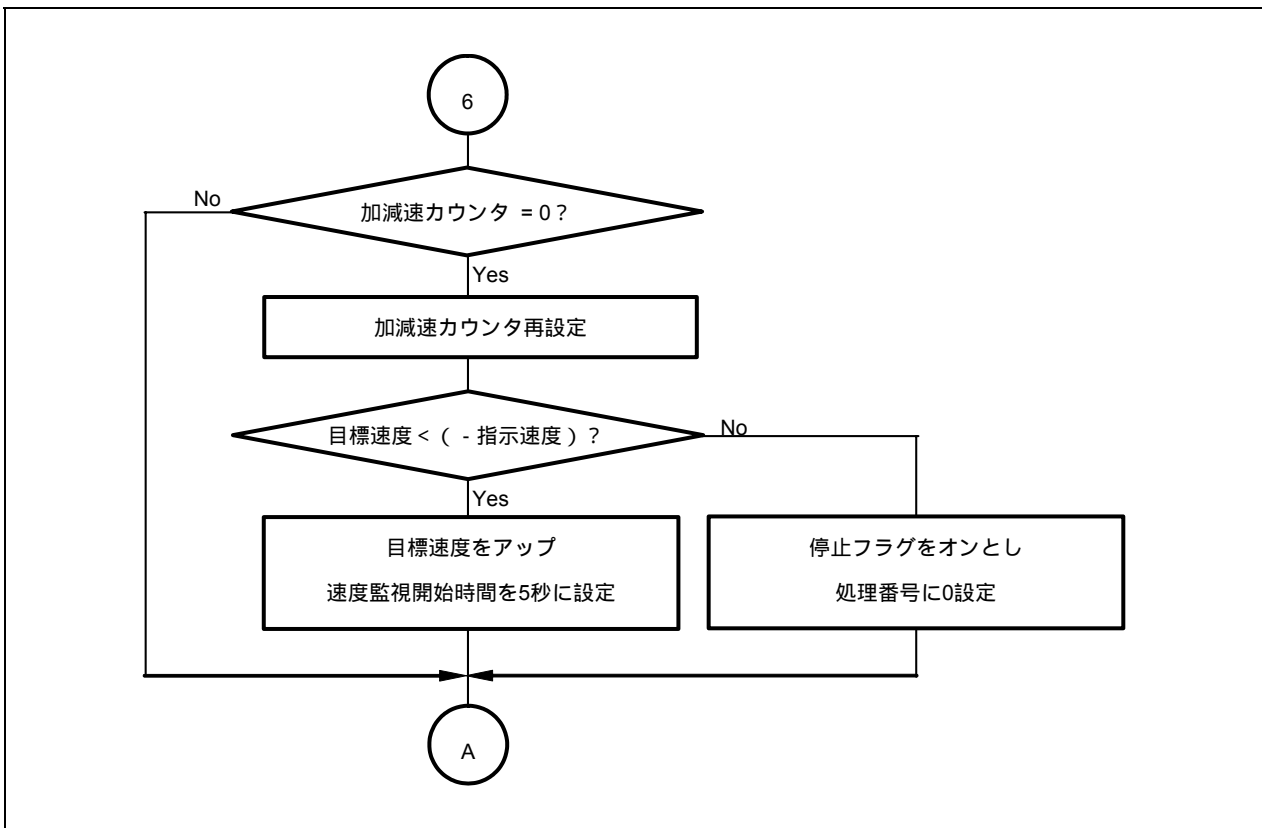 6
No
加減速カウンタ = 0 ?
Yes
加減速カウンタ再設定
目標速度 < ( - 指示速度 ) ?
No
Yes
目標速度をアップ
速度監視開始時間を5秒に設定
停止フラグをオンとし
処理番号に0設定
A